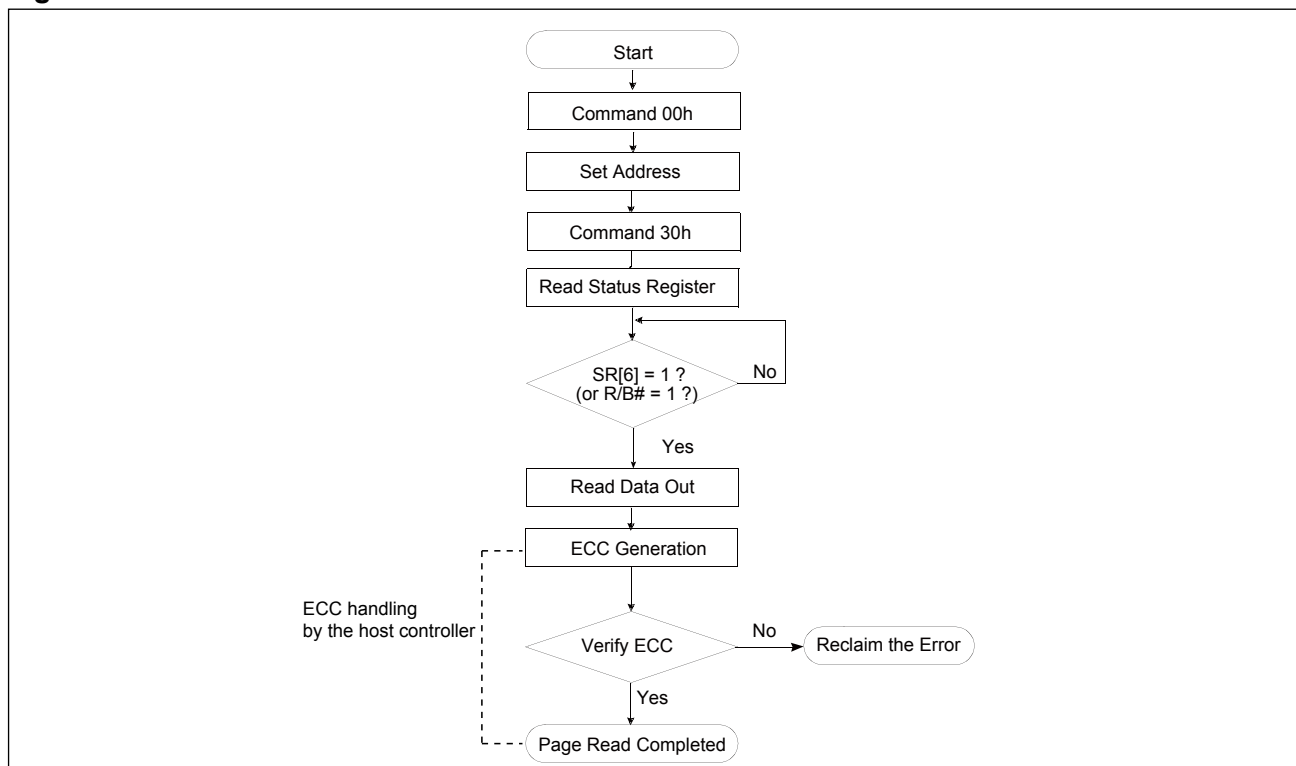 Start
Command 00h
Set Address
Command 30h
Read Status Register
SR[6] = 1 ?
(or R/B# = 1 ?)
No
Yes
Read Data Out
ECC Generation
ECC handling
by the host controller
Verify ECC
No
Reclaim the Error
Yes
Page Read Completed